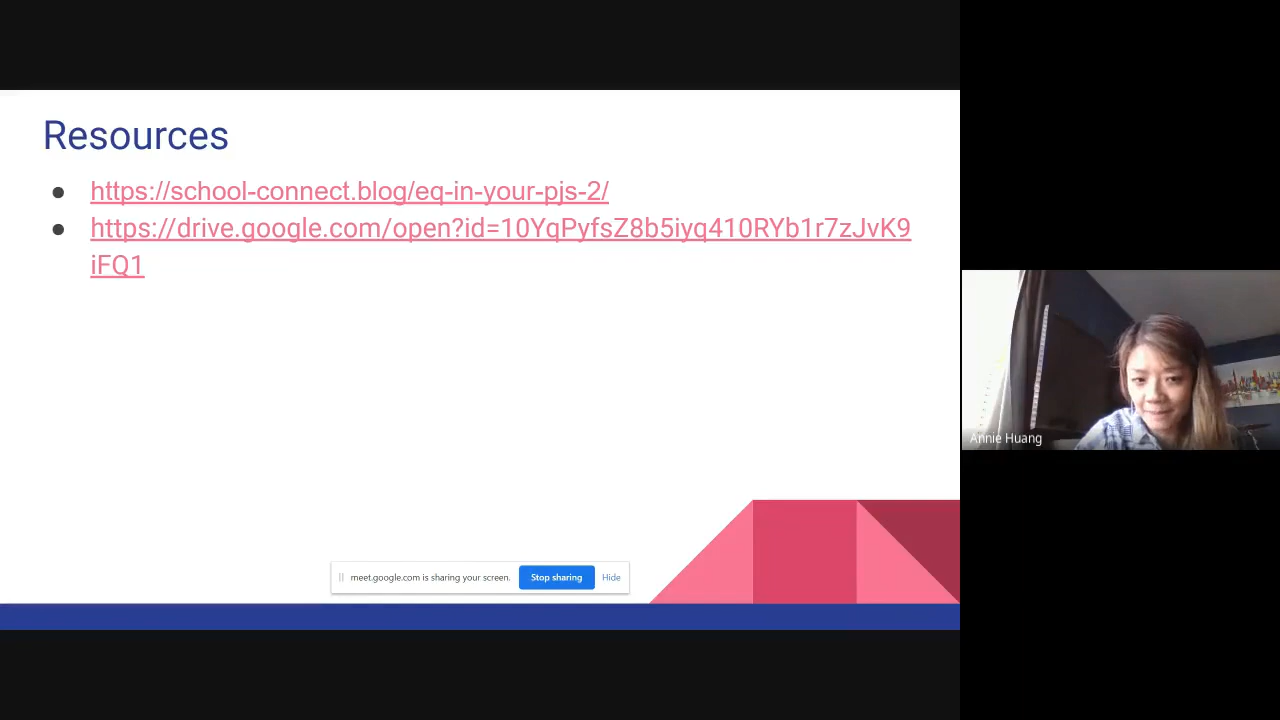 Resources
● https://school-connect.blog/eq-in-your-pjs-2/
● https://drive.google.com/open?id=10YqPyfsZ8b5iyq410RYb1r7zJvK9
iFQ1
Annie Huang
meet.google.com is sharing your screen. Stop sharing Hide